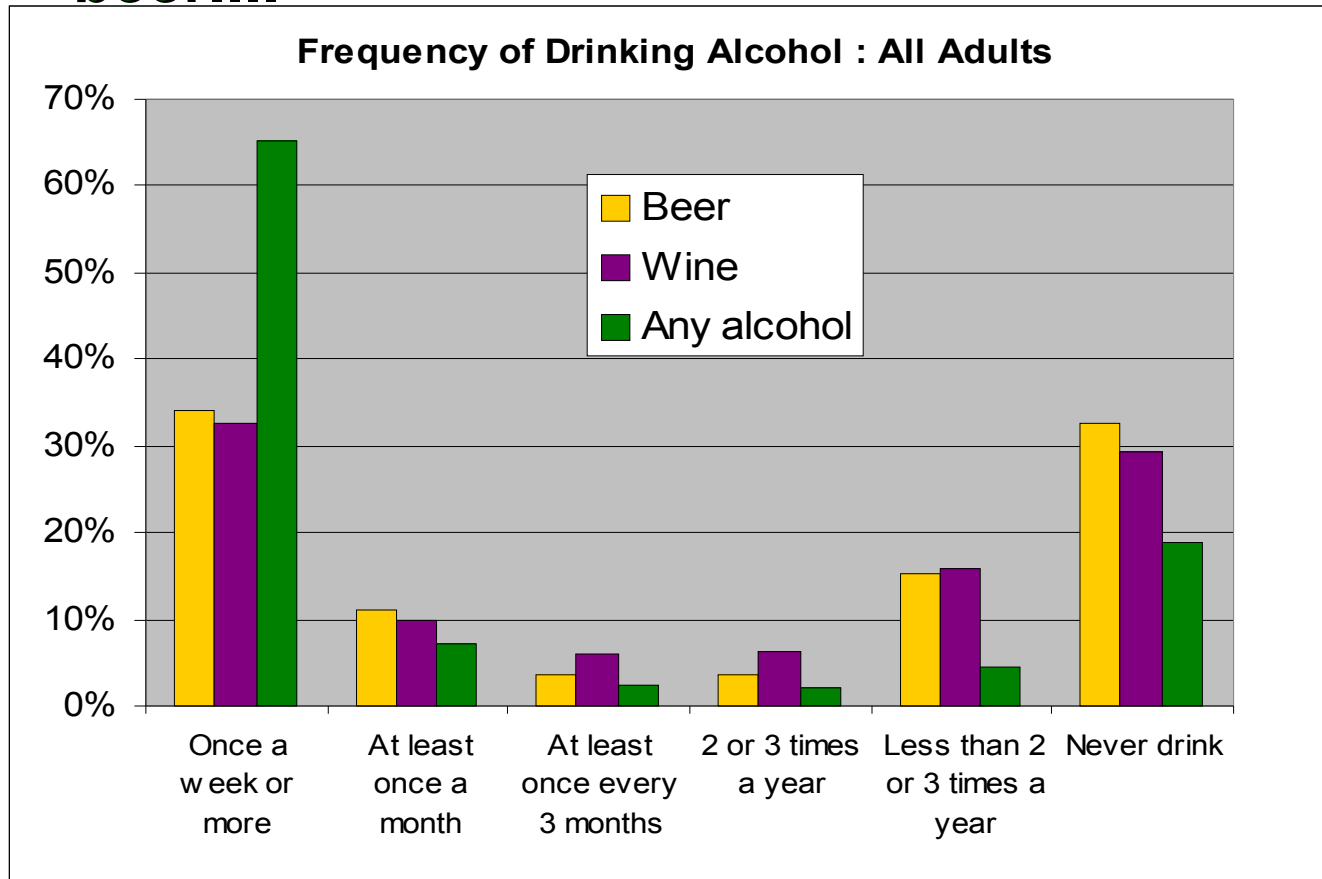 Frequency of Drinking Alcohol : All Adults
70%
60%
50%
40%
30%
20%
10%
0%
Beer
Wine
Any alcohol
Once a week or more
At least once a month
At least once every 3 months
2 or 3 times a year
Less than 2 or 3 times a year
Never drink